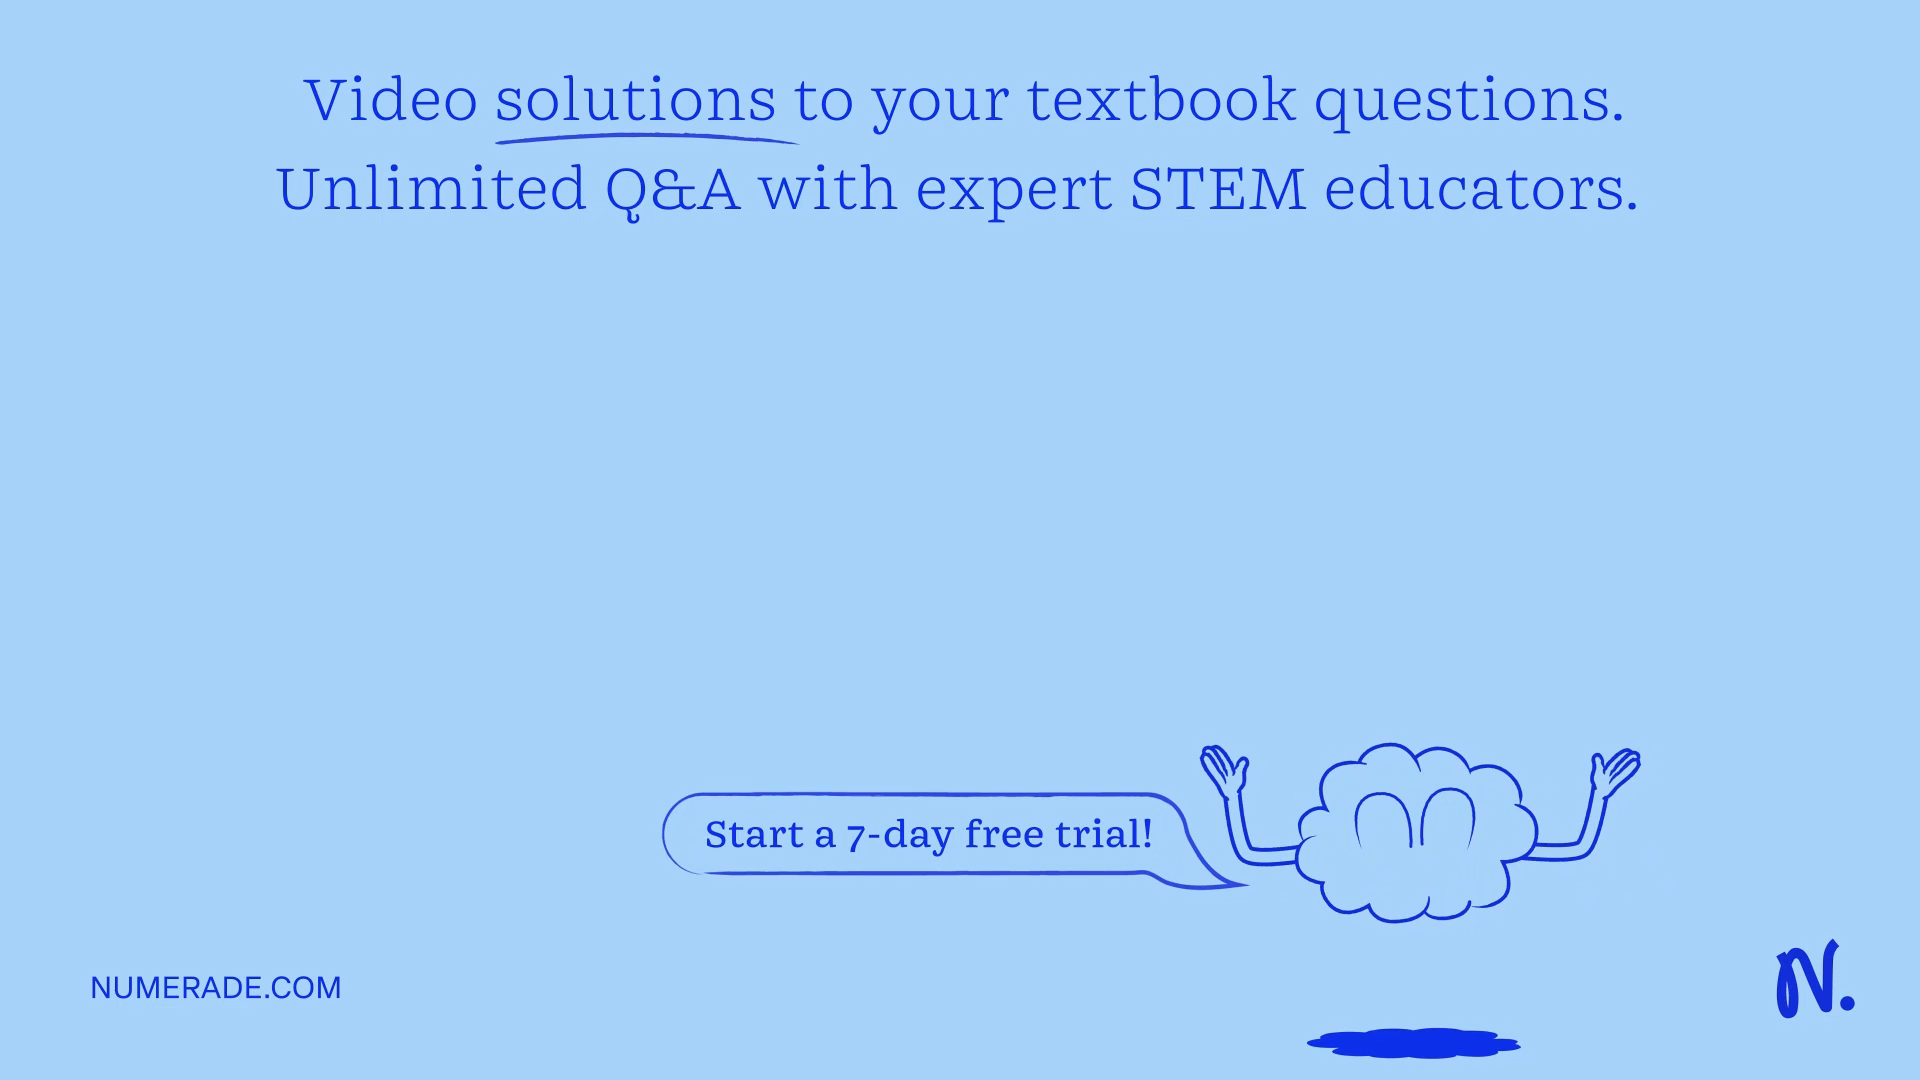 Video solutions to your textbook questions.
Unlimited Q&A with expert STEM educators.
Start a 7-day free trial!
NUMERADE.COM
N.